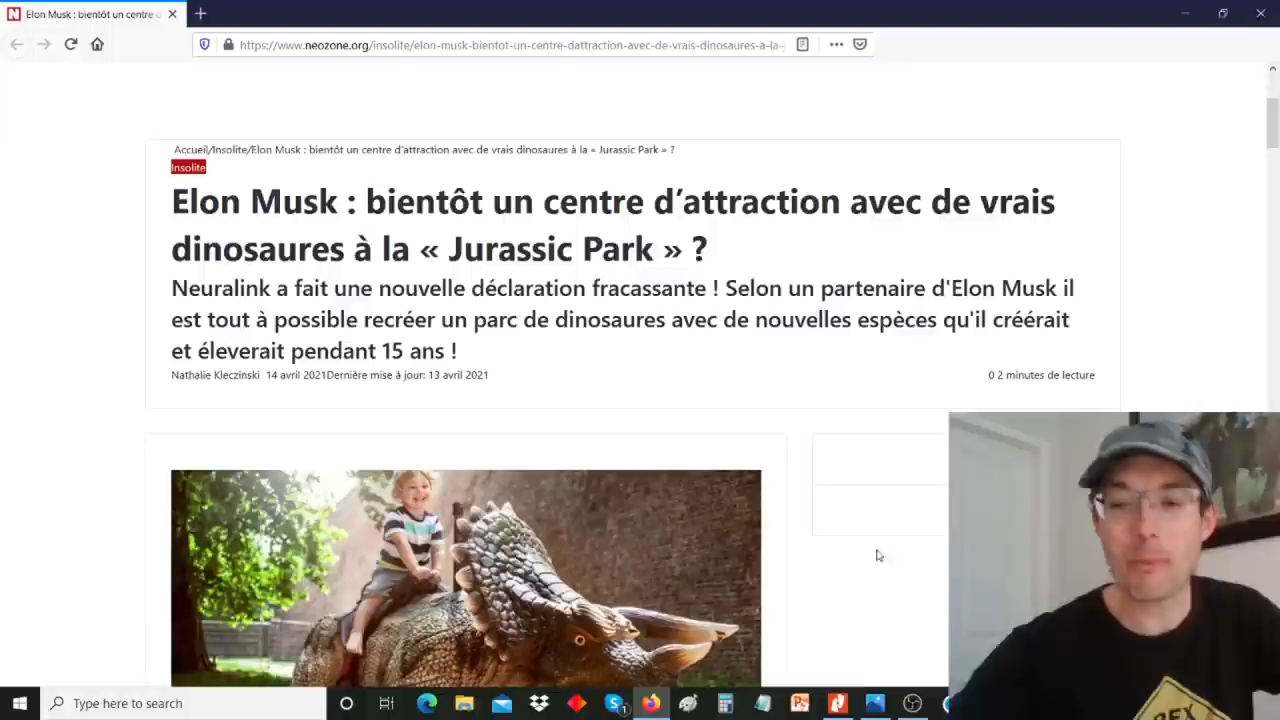 Elon Musk : bientôt un centre d
https://www.neozone.org/insolite/elon-musk-bientot-un-centre-dattraction-avec-de-vrais-dinosaures-a-la-
Accueil/Insolite/Elon Musk : bientôt un centre d'attraction avec de vrais dinosaures à la « Jurassic Park » ?
Insolite
Elon Musk : bientôt un centre d'attraction avec de vrais
dinosaures à la « Jurassic Park » ?
Neuralink a fait une nouvelle déclaration fracassante ! Selon un partenaire d'Elon Musk il
est tout à possible recréer un parc de dinosaures avec de nouvelles espèces qu'il créérait
et éleverait pendant 15 ans !
Nathalie Kleczinski 14 avril 2021Dernière mise à jour: 13 avril 2021 0 2 minutes de lecture
REX
Type here to search